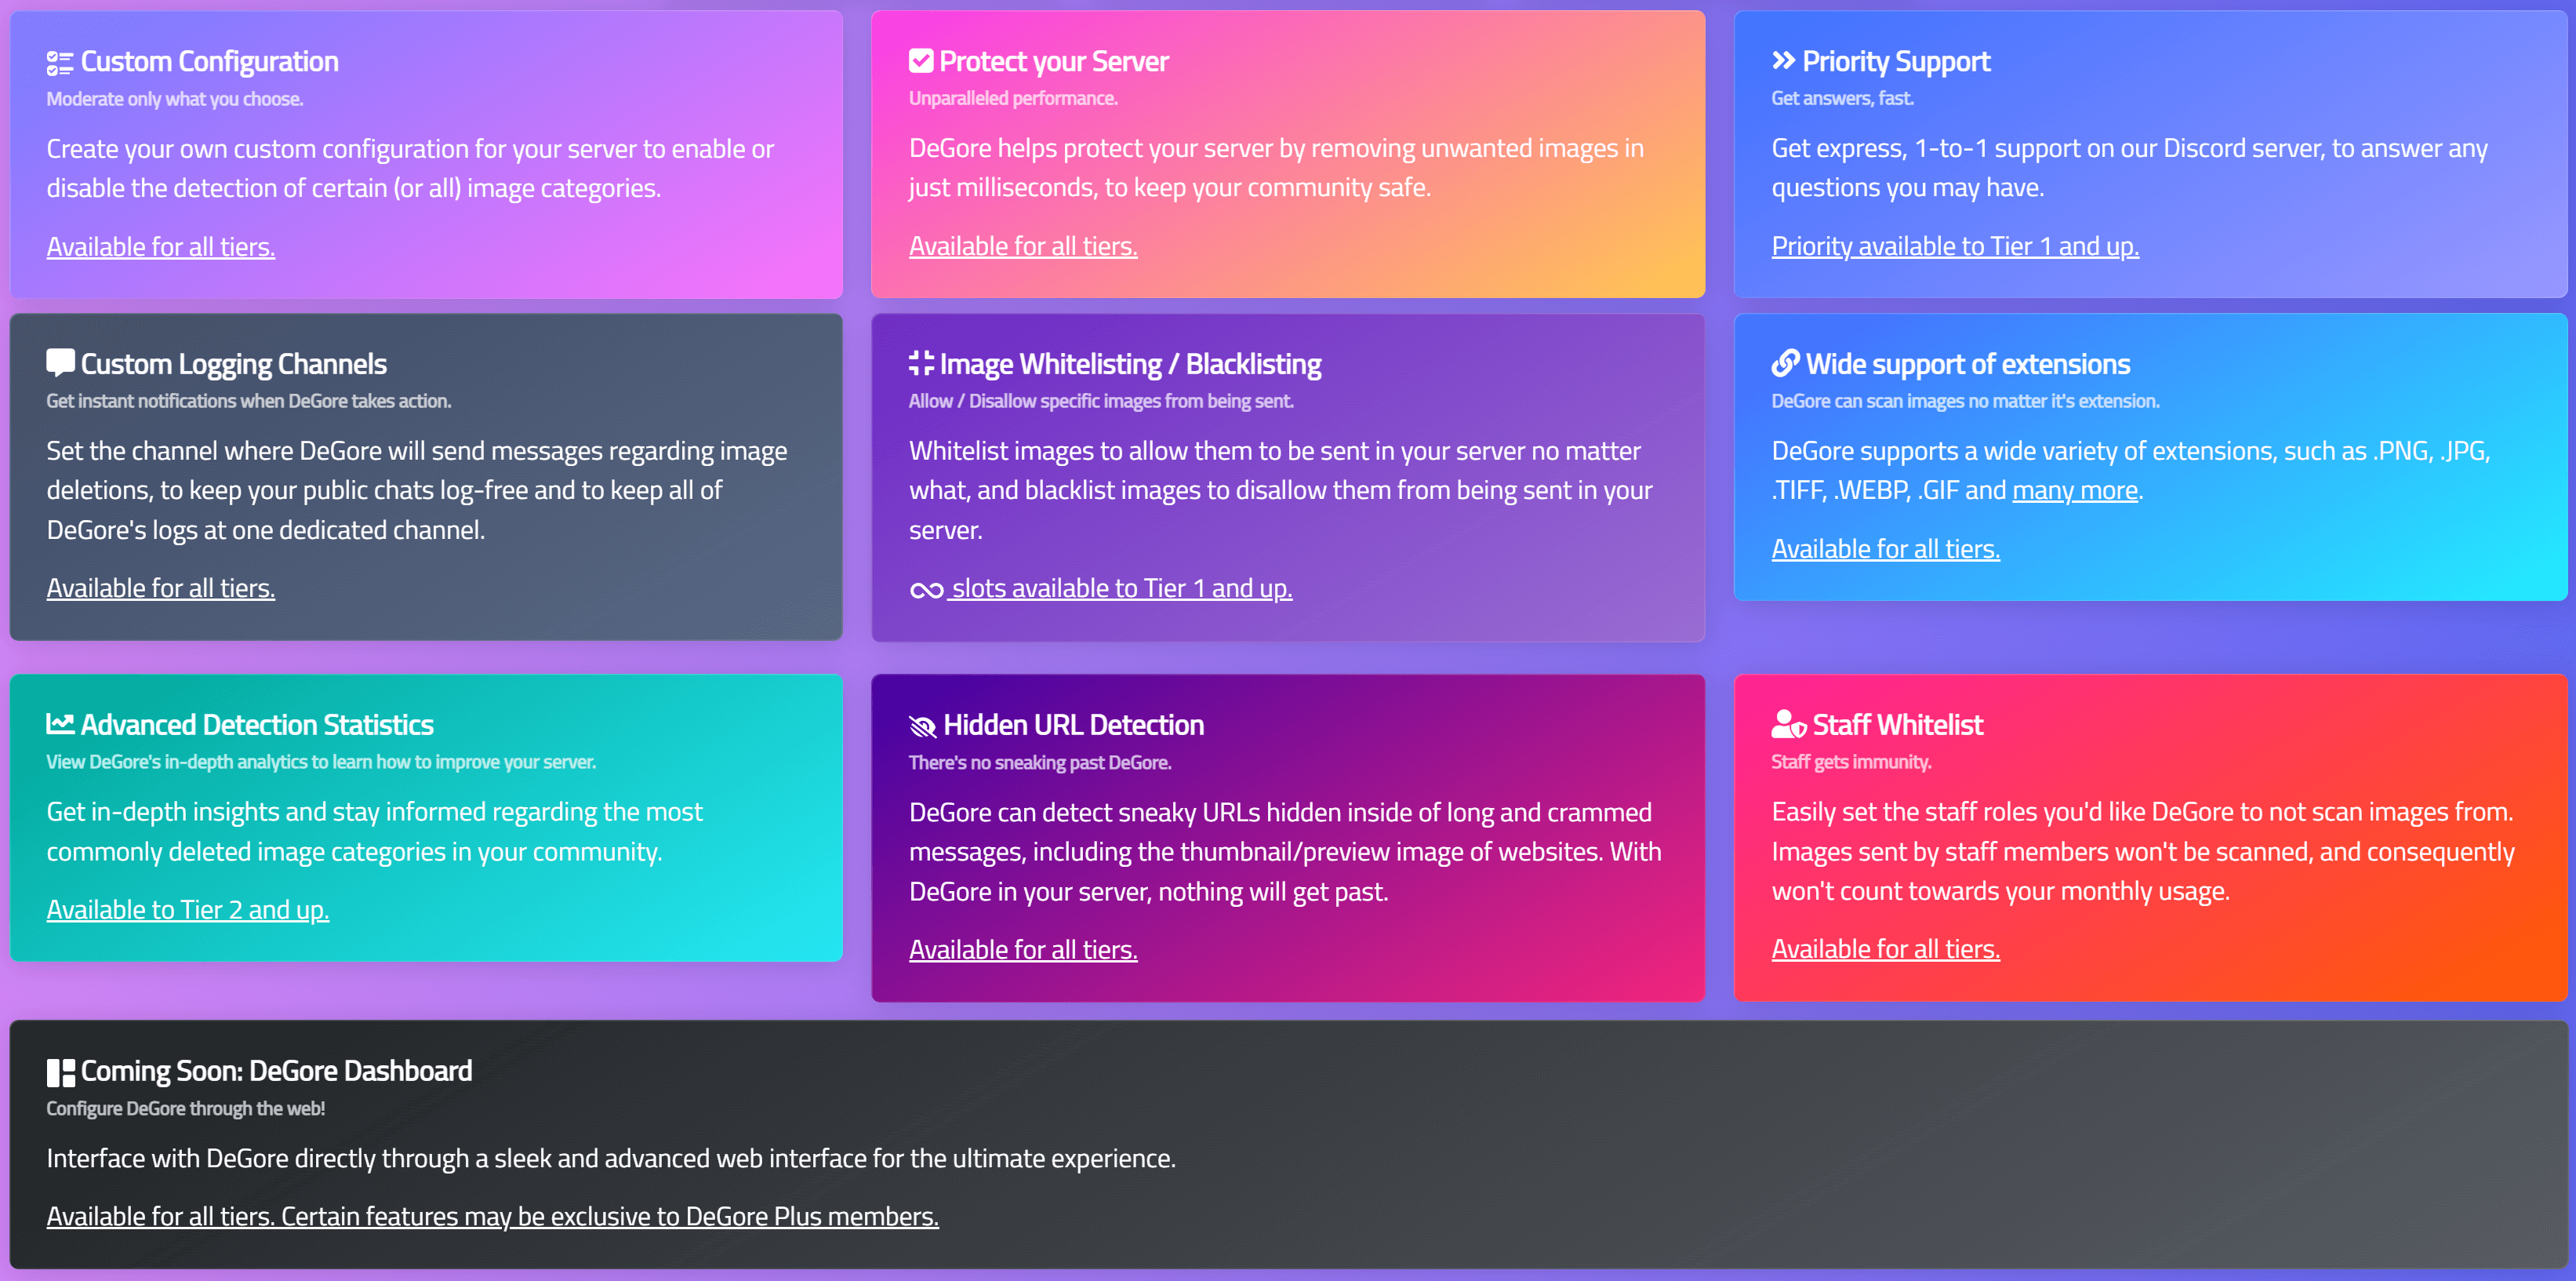 Custom Configuration
Moderate only what you choose.
Create your own custom configuration for your server to enable or
disable the detection of certain (or all) image categories.
Available for all tiers.
Protect your Server
Unparalleled performance.
DeGore helps protect your server by removing unwanted images in
just milliseconds, to keep your community safe.
Available for all tiers.
Priority Support
Get answers, fast.
Get express, 1-to-1 support on our Discord server, to answer any
questions you may have.
Priority available to Tier 1 and up.
Custom Logging Channels
Get instant notifications when DeGore takes action.
Set the channel where DeGore will send messages regarding image
deletions, to keep your public chats log-free and to keep all of
DeGore's logs at one dedicated channel.
Available for all tiers.
Image Whitelisting / Blacklisting
Allow / Disallow specific images from being sent.
Whitelist images to allow them to be sent in your server no matter
what, and blacklist images to disallow them from being sent in your
server.
∞ slots available to Tier 1 and up.
Wide support of extensions
DeGore can scan images no matter it's extension.
DeGore supports a wide variety of extensions, such as .PNG, .JPG,
.TIFF, .WEBP, .GIF and many more.
Available for all tiers.
Advanced Detection Statistics
View DeGore's in-depth analytics to learn how to improve your server.
Get in-depth insights and stay informed regarding the most
commonly deleted image categories in your community.
Available to Tier 2 and up.
Hidden URL Detection
There's no sneaking past DeGore.
DeGore can detect sneaky URLs hidden inside of long and crammed
messages, including the thumbnail/preview image of websites. With
DeGore in your server, nothing will get past.
Available for all tiers.
Staff Whitelist
Staff gets immunity.
Easily set the staff roles you'd like DeGore to not scan images from.
Images sent by staff members won't be scanned, and consequently
won't count towards your monthly usage.
Available for all tiers.
Coming Soon: DeGore Dashboard
Configure DeGore through the web!
Interface with DeGore directly through a sleek and advanced web interface for the ultimate experience.
Available for all tiers. Certain features may be exclusive to DeGore Plus members.